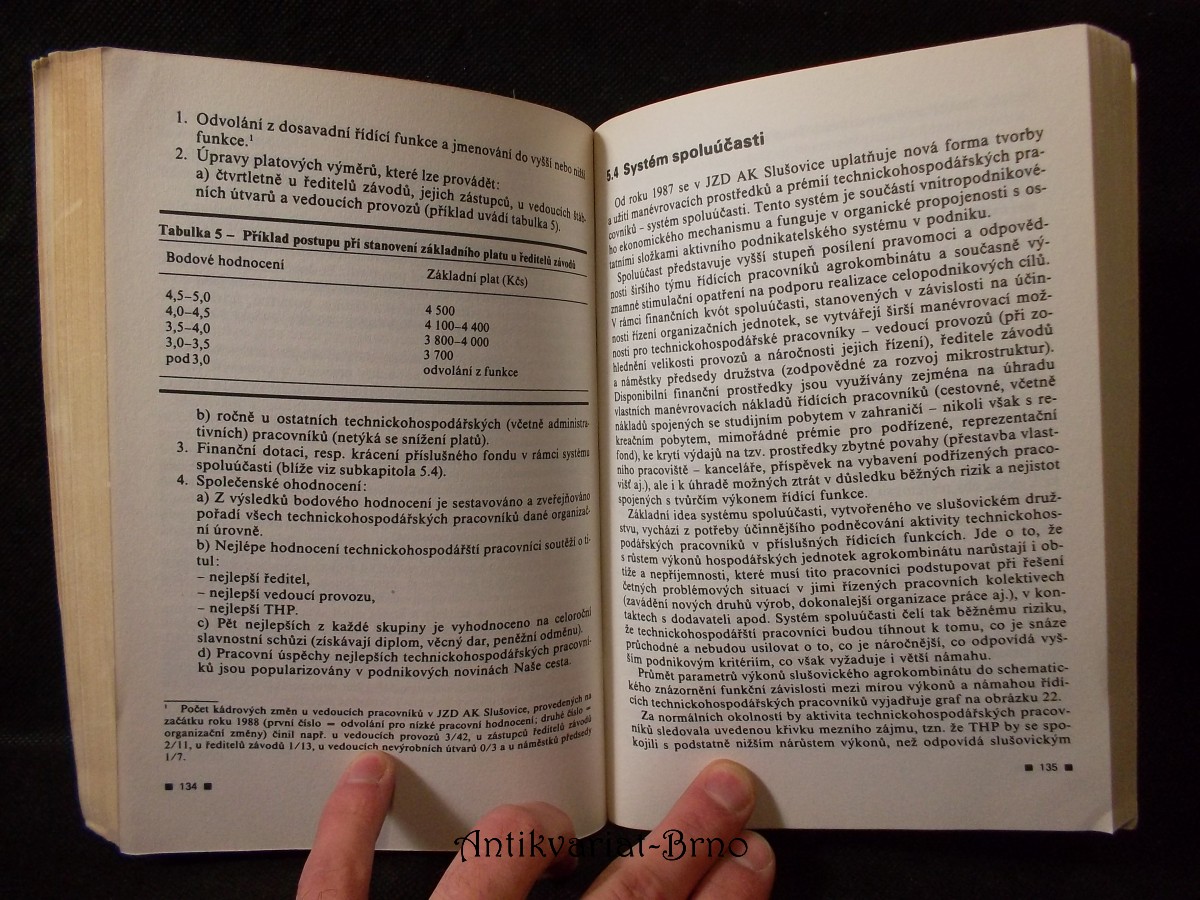 1. Odvolání z dosavadní řídící funkce a jmenování do vyšší nebo nižší
funkce.¹
2. Úpravy platových výměrů, které lze provádět:
a) čtvrtletně u ředitelů závodů, jejich zástupců, u vedoucích štáb-
ních útvarů a vedoucích provozů (příklad uvádí tabulka 5).
Tabulka 5 – Příklad postupu při stanovení základního platu u ředitelů závodů
Bodové hodnocení Základní plat (Kčs)
4,5–5,0 4 500
4,0–4,5 4 100–4 400
3,5–4,0 3 800–4 000
3,0–3,5 3 700
pod 3,0 odvolání z funkce
b) ročně u ostatních technickohospodářských (včetně administra-
tivních) pracovníků (netýká se snížení platů).
3. Finanční dotaci, resp. krácení příslušného fondu v rámci systému
spoluúčasti (blíže viz subkapitola 5.4).
4. Společenské ohodnocení:
a) Z výsledků bodového hodnocení je sestavováno a zveřejňováno
pořadí všech technickohospodářských pracovníků dané organizač-
ní úrovně.
b) Nejlépe hodnocení technickohospodářští pracovníci soutěží o ti-
tul:
– nejlepší ředitel,
– nejlepší vedoucí provozu,
– nejlepší THP.
c) Pět nejlepších z každé skupiny je vyhodnoceno na celoroční
slavnostní schůzi (získávají diplom, věcný dar, peněžní odměnu).
d) Pracovní úspěchy nejlepších technickohospodářských pracovní-
ků jsou popularizovány v podnikových novinách Naše cesta.
¹ Počet kádrových změn u vedoucích pracovníků v JZD AK Slušovice, provedených na
začátku roku 1988 (první číslo = odvolání pro nízké pracovní hodnocení; druhé číslo =
organizační změny) činil např. u vedoucích provozů 3/42, u zástupců ředitelů závodů
2/11, u ředitelů závodů 1/13, u vedoucích nevýrobních útvarů 0/3 a u náměstků předsedy
1/7.
■ 134 ■
5.4 Systém spoluúčasti
Od roku 1987 se v JZD AK Slušovice uplatňuje nová forma tvorby
a užití manévrovacích prostředků a prémií technickohospodářských pra-
covníků – systém spoluúčasti. Tento systém je součástí vnitropodnikové-
ho ekonomického mechanismu a funguje v organické propojenosti s os-
tatními složkami aktivního podnikatelského systému v podniku.
Spoluúčast představuje vyšší stupeň posílení pravomoci a odpověd-
nosti širšího týmu řídících pracovníků agrokombinátu a současně vý-
znamné stimulační opatření na podporu realizace celopodnikových cílů.
V rámci finančních kvót spoluúčasti, stanovených v závislosti na účin-
nosti řízení organizačních jednotek, se vytvářejí širší manévrovací mož-
nosti pro technickohospodářské pracovníky – vedoucí provozů (při zo-
hlednění velikosti provozů a náročnosti jejich řízení), ředitele závodů
a náměstky předsedy družstva (zodpovědné za rozvoj mikrostruktur).
Disponibilní finanční prostředky jsou využívány zejména na úhradu
vlastních manévrovacích nákladů řídících pracovníků (cestovné, včetně
nákladů spojených se studijním pobytem v zahraničí – nikoli však s re-
kreačním pobytem, mimořádné prémie pro podřízené, reprezentační
fond), ke krytí výdajů na tzv. prostředky zbytné povahy (přestavba vlast-
ního pracoviště – kanceláře, příspěvek na vybavení podřízených praco-
višť aj.), ale i k úhradě možných ztrát v důsledku běžných rizik a nejistot
spojených s tvůrčím výkonem řídící funkce.
Základní idea systému spoluúčasti, vytvořeného ve slušovickém druž-
stvu, vychází z potřeby účinnějšího podněcování aktivity technickohos-
podářských pracovníků v příslušných řídicích funkcích. Jde o to, že
s růstem výkonů hospodářských jednotek agrokombinátu narůstají i ob-
tíže a nepříjemnosti, které musí tito pracovníci podstupovat při řešení
četných problémových situací v jimi řízených pracovních kolektivech
(zavádění nových druhů výrob, dokonalejší organizace práce aj.), v kon-
taktech s dodavateli apod. Systém spoluúčasti čelí tak běžnému riziku,
že technickohospodářští pracovníci budou tíhnout k tomu, co je snáze
průchodné a nebudou usilovat o to, co je náročnější, co odpovídá vyš-
ším podnikovým kritériím, co však vyžaduje i větší námahu.
Průmět parametrů výkonů slušovického agrokombinátu do schematic-
kého znázornění funkční závislosti mezi mírou výkonů a námahou řídí-
cích technickohospodářských pracovníků vyjadřuje graf na obrázku 22.
Za normálních okolností by aktivita technickohospodářských pracov-
níků sledovala uvedenou křivku mezního zájmu, tzn. že THP by se spo-
kojili s podstatně nižším nárůstem výkonů, než odpovídá slušovickým
■ 135 ■
Antikvariat-Brno